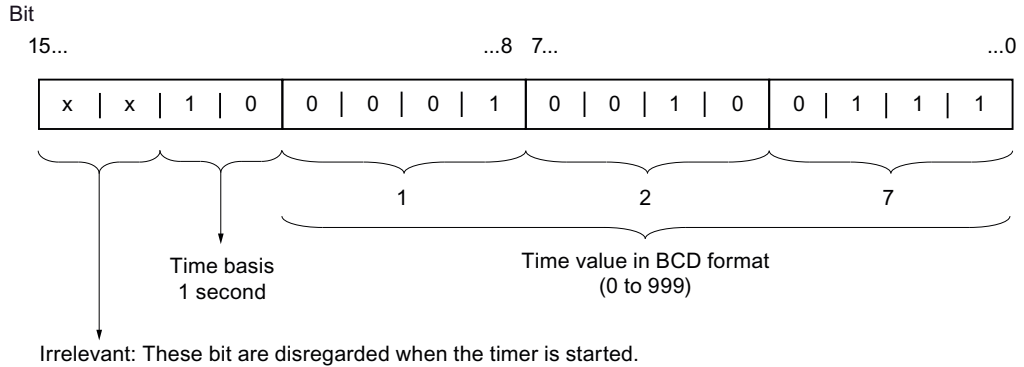 Bit
15... ...8 7... ...0
x | x | 1 | 0 0 | 0 | 0 | 1 0 | 0 | 1 | 0 0 | 1 | 1 | 1
1 2 7
Time basis
1 second
Time value in BCD format
(0 to 999)
Irrelevant: These bit are disregarded when the timer is started.